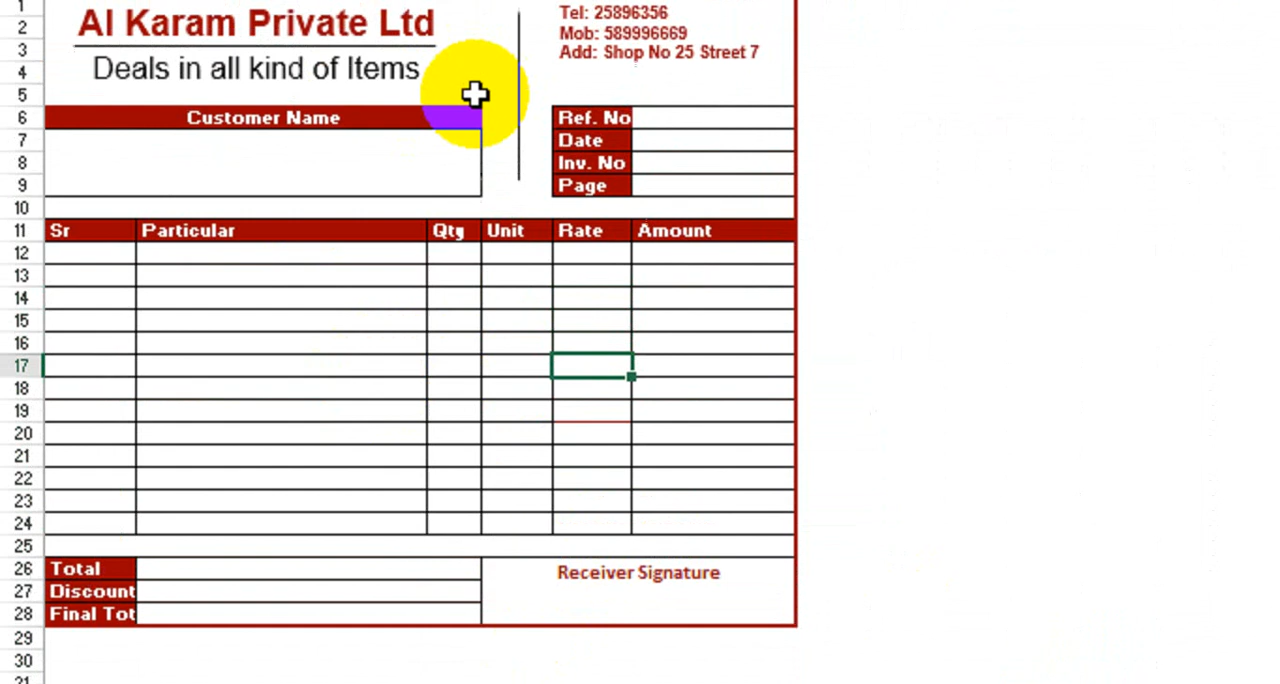 1
2
Al Karam Private Ltd
3
4
Deals in all kind of Items
5
Tel: 25896356
Mob: 589996669
Add: Shop No 25 Street 7
6
Customer Name
Ref. No
7
Date
8
Inv. No
9
Page
10
11 Sr Particular Qty Unit Rate Amount
12
13
14
15
16
17
18
19
20
21
22
23
24
25
26 Total Receiver Signature
27 Discount
28 Final Tot
29
30